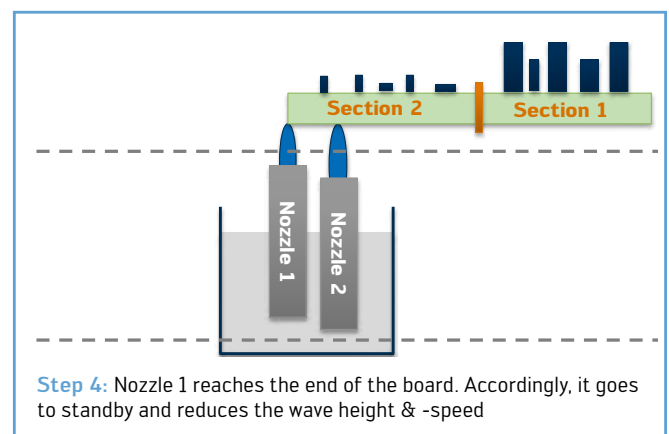 Section 2
Section 1
Nozzle 1
Nozzle 2
Step 4: Nozzle 1 reaches the end of the board. Accordingly, it goes
to standby and reduces the wave height & -speed